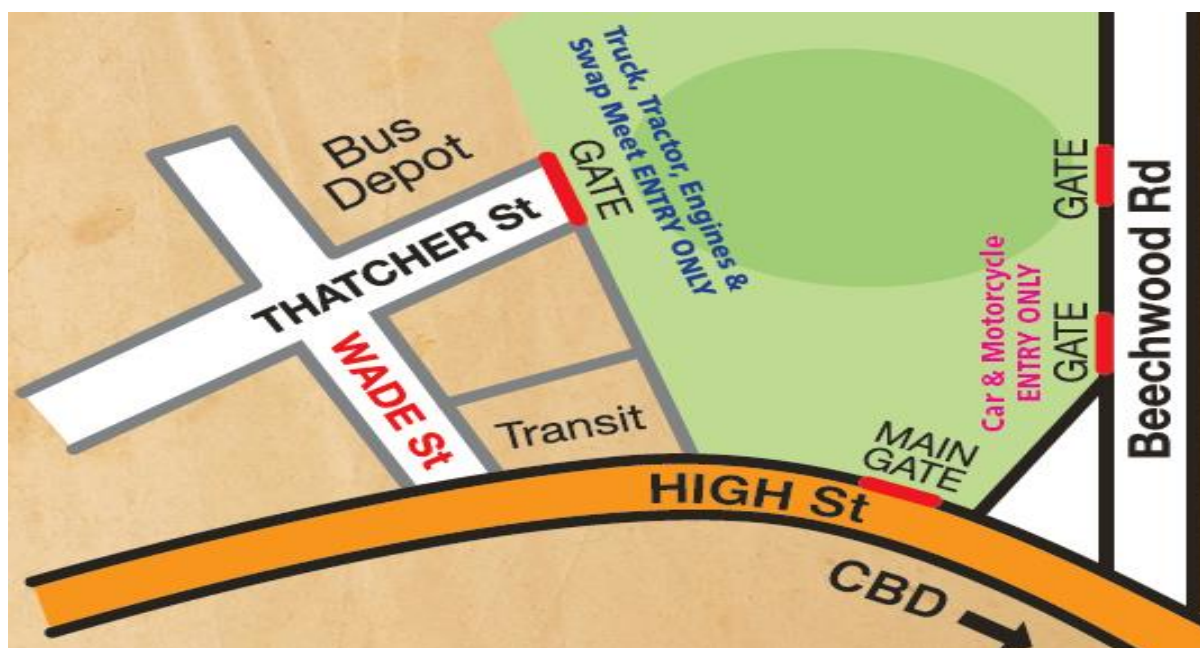 Truck, Tractor, Engines &
Swap Meet ENTRY ONLY
Bus
Depot
GATE
THATCHER St
WADE St
Transit
HIGH St
MAIN
GATE
Car & Motorcycle
ENTRY ONLY
GATE
GATE
Beechwood Rd
CBD